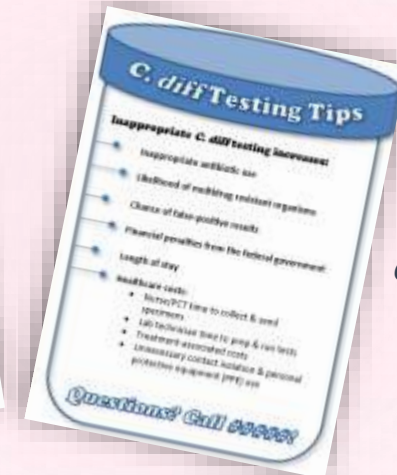 C. diff Testing Tips
Inappropriate C. diff testing increases:
Inappropriate antibiotic use
Likelihood of multidrug resistant organisms
Chance of false-positive results
Financial penalties from the federal government
Length of stay
Healthcare costs:
Nurse/PCT time to collect & send
specimens
Lab technician time to prep & run tests
Treatment-associated costs
Unnecessary contact isolation & personal
protective equipment (PPE) use
Questions? Call #####!